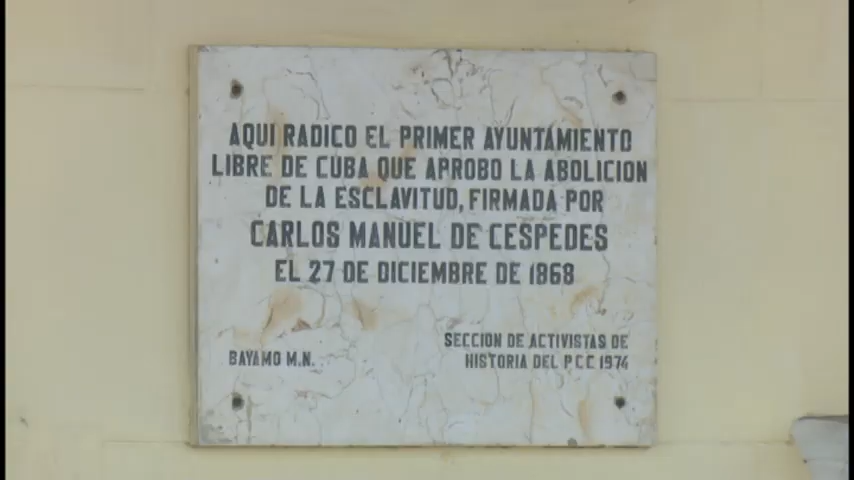 AQUI RADICO EL PRIMER AYUNTAMIENTO
LIBRE DE CUBA QUE APROBO LA ABOLICION
DE LA ESCLAVITUD, FIRMADA POR
CARLOS MANUEL DE CESPEDES
EL 27 DE DICIEMBRE DE 1868
SECCION DE ACTIVISTAS DE
BAYAMO M.N. HISTORIA DEL P C C 1974